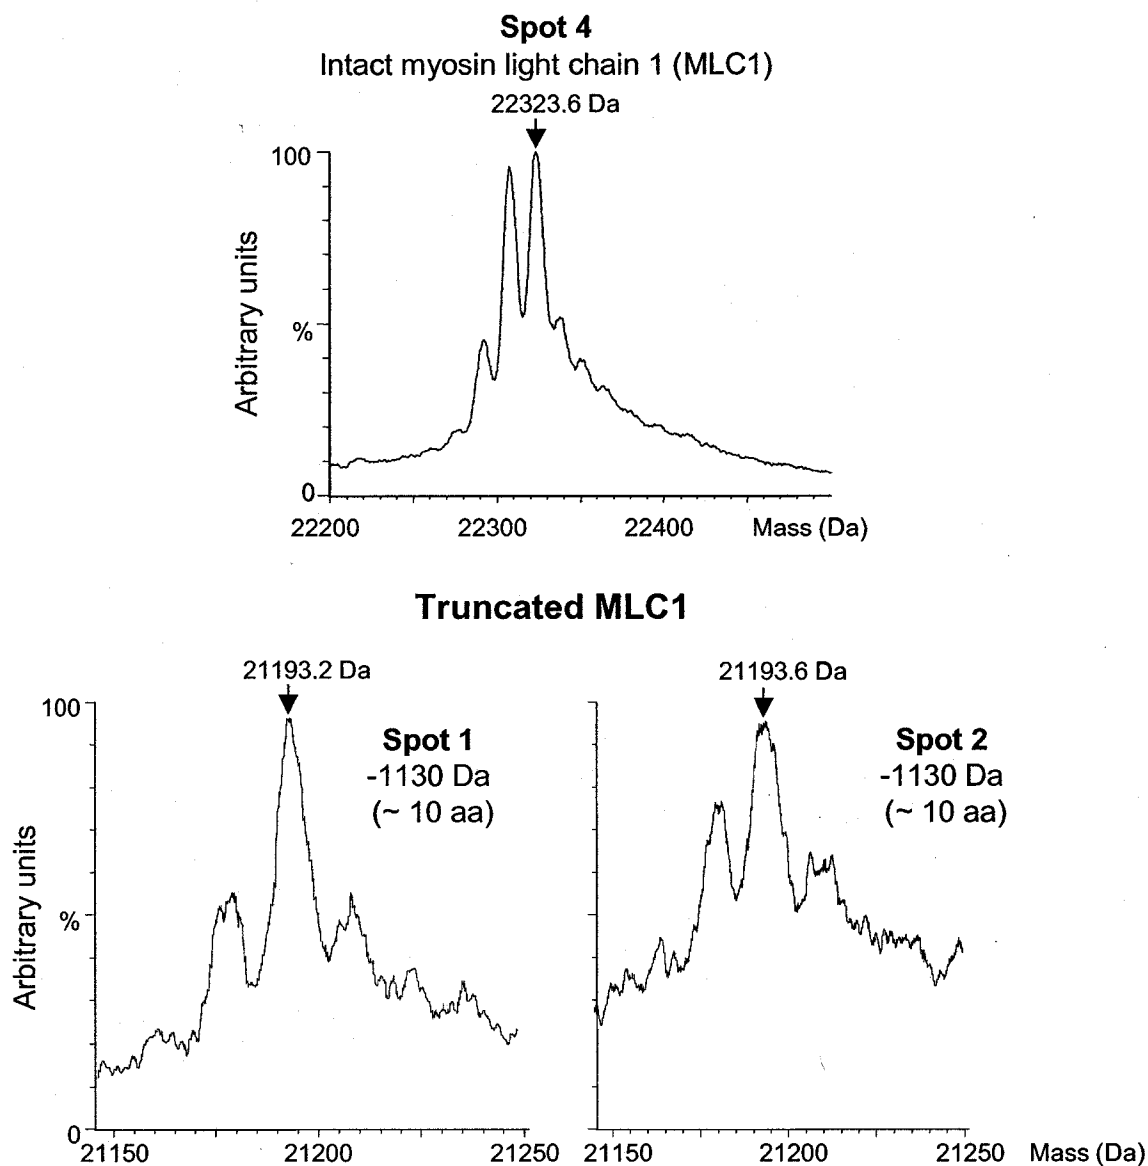 Spot 4
Intact myosin light chain 1 (MLC1)
22323.6 Da
100
%
0
Arbitrary units
22200 22300 22400 Mass (Da)
Truncated MLC1
21193.2 Da
100
%
0
Arbitrary units
Spot 1
-1130 Da
(~ 10 aa)
21150 21200 21250
21193.6 Da
Spot 2
-1130 Da
(~ 10 aa)
21150 21200 21250 Mass (Da)